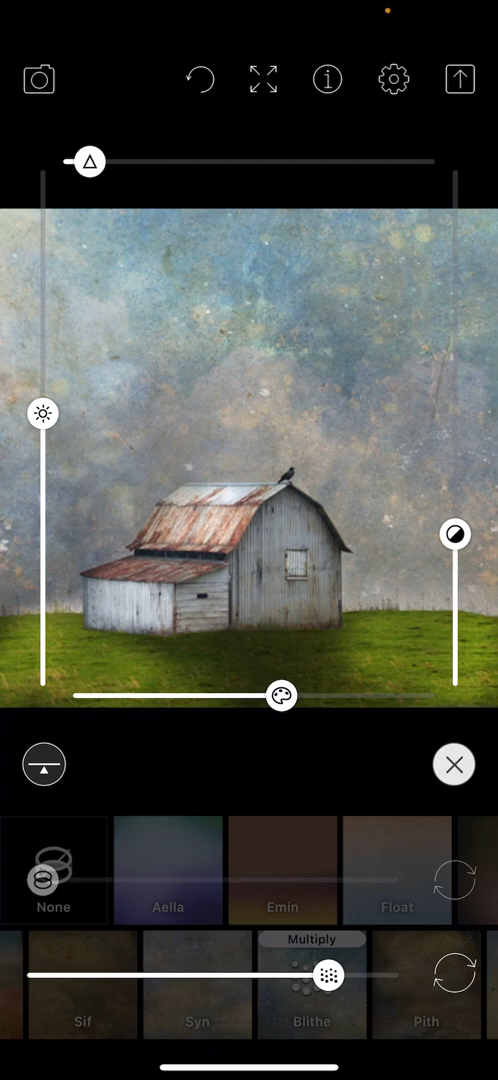 None
Aella
Emin
Float
Multiply
Sif
Syn
Blithe
Pith